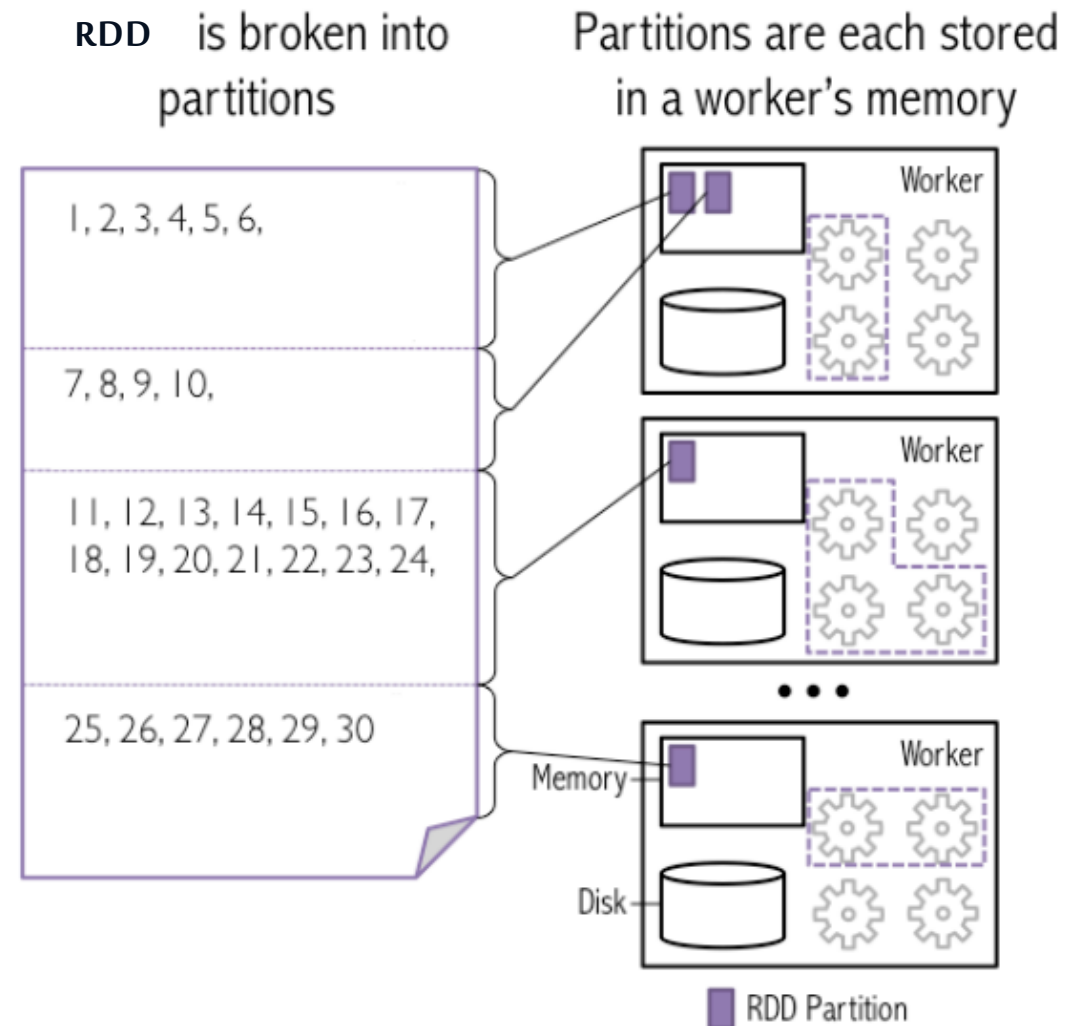 RDD is broken into
partitions
Partitions are each stored
in a worker's memory
1, 2, 3, 4, 5, 6,
7, 8, 9, 10,
11, 12, 13, 14, 15, 16, 17,
18, 19, 20, 21, 22, 23, 24,
25, 26, 27, 28, 29, 30
Worker
Worker
• • •
Worker
Memory
Disk
RDD Partition